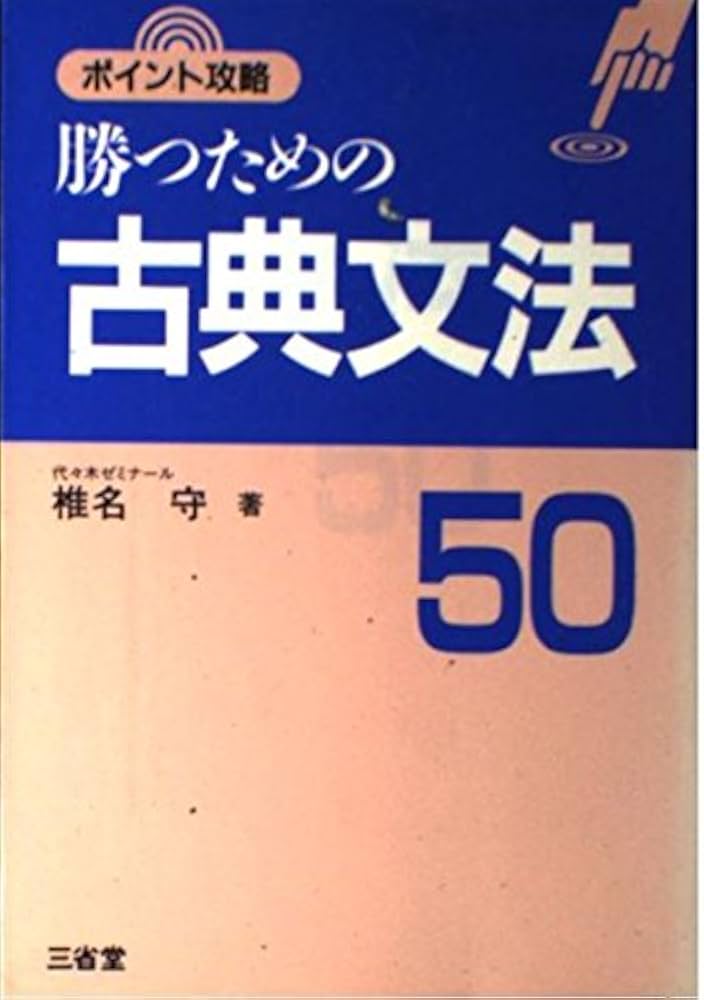 ポイント攻略
勝つための
古典文法
代々木ゼミナール
椎名 守 著
50
三省堂